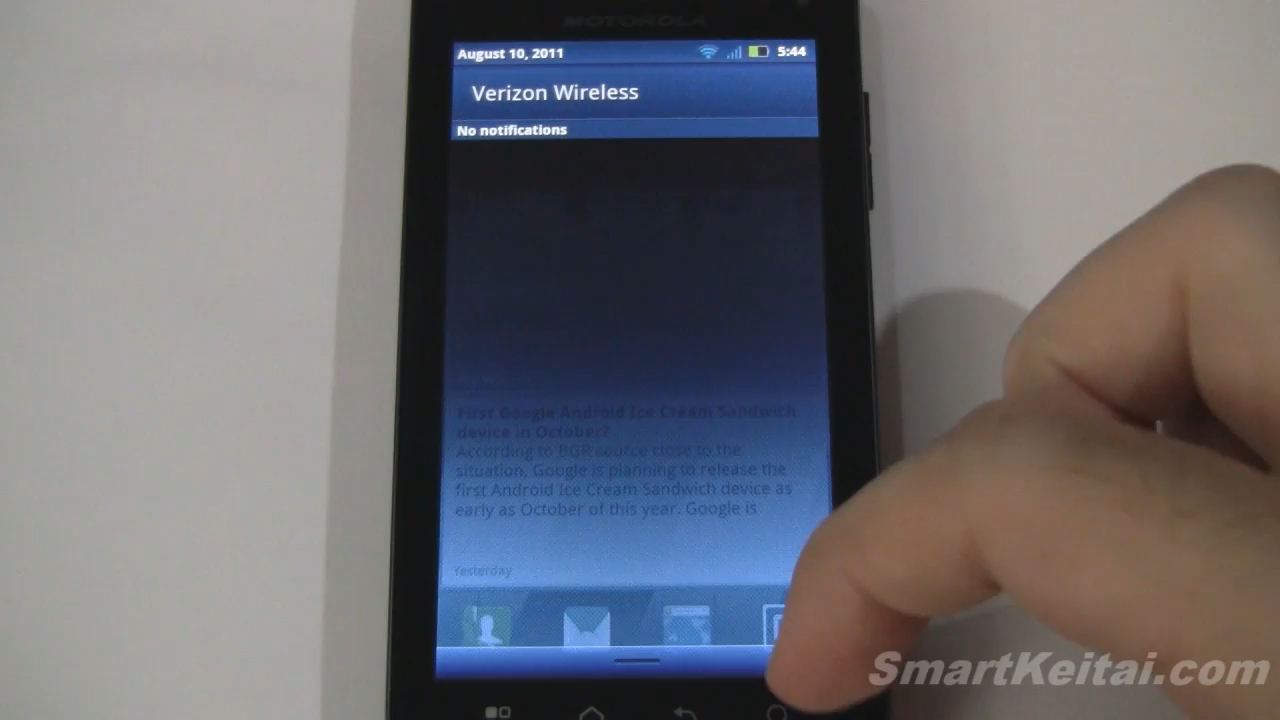 MOTOROLA
August 10, 2011
5:44
Verizon Wireless
No notifications
First Google Android Ice Cream Sandwich
device in October?
According to BGR source close to the
situation, Google is planning to release the
first Android Ice Cream Sandwich device as
early as October of this year. Google is
Yesterday
SmartKeitai.com